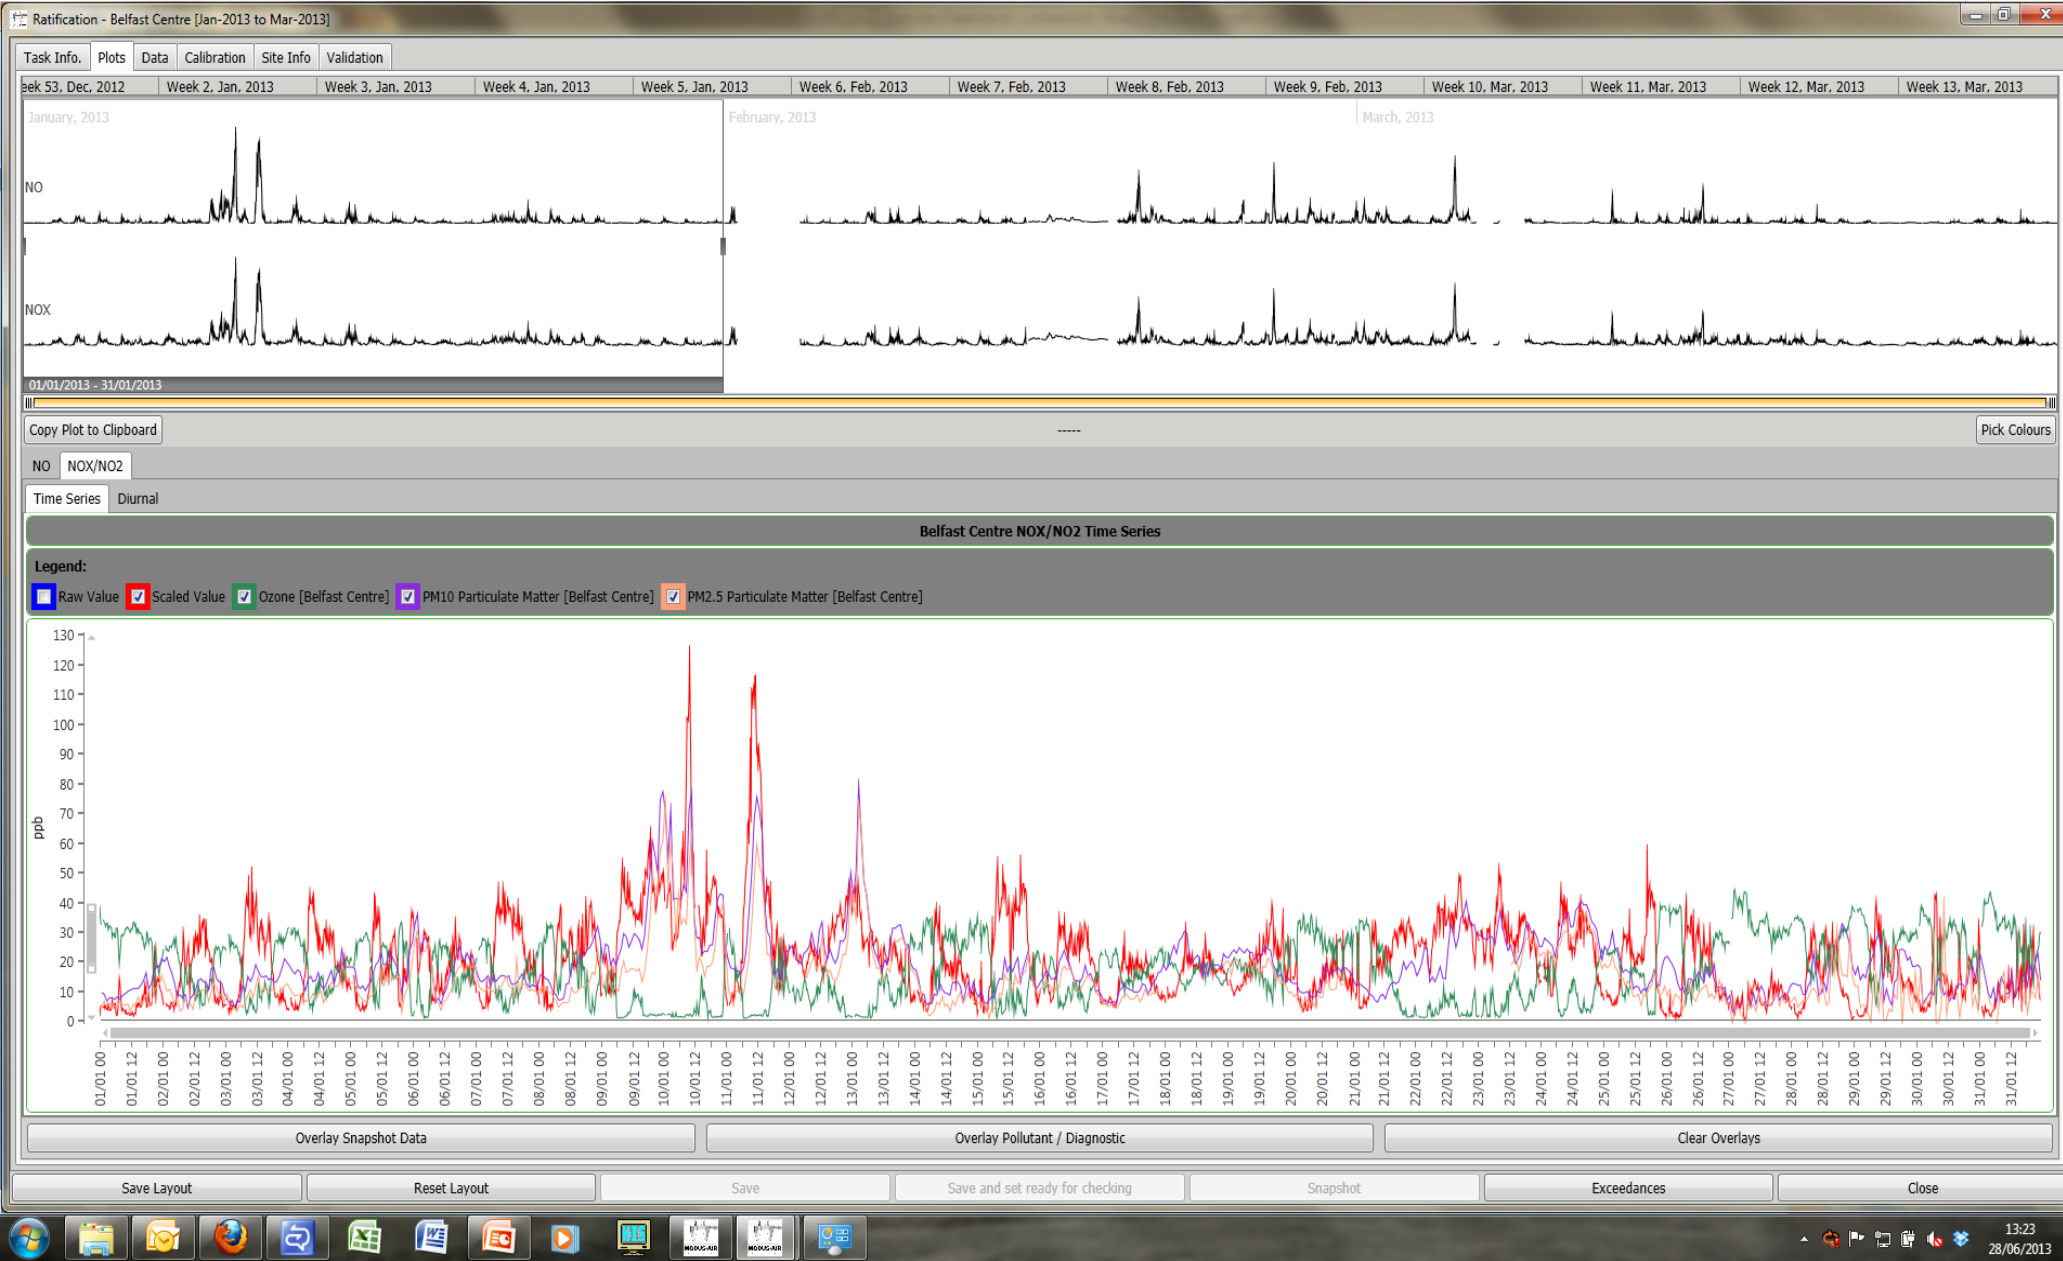 Ratification - Belfast Centre [Jan-2013 to Mar-2013]
Task Info. Plots Data Calibration Site Info Validation
eek 53, Dec, 2012 Week 2, Jan, 2013 Week 3, Jan, 2013 Week 4, Jan, 2013 Week 5, Jan, 2013 Week 6, Feb, 2013 Week 7, Feb, 2013 Week 8, Feb, 2013 Week 9, Feb, 2013 Week 10, Mar, 2013 Week 11, Mar, 2013 Week 12, Mar, 2013 Week 13, Mar, 2013
January, 2013 February, 2013 March, 2013
NO
NOX
01/01/2013 - 31/01/2013
Copy Plot to Clipboard ----- Pick Colours
NO NOX/NO2
Time Series Diurnal
Belfast Centre NOX/NO2 Time Series
Legend:
Raw Value Scaled Value Ozone [Belfast Centre] PM10 Particulate Matter [Belfast Centre] PM2.5 Particulate Matter [Belfast Centre]
130
120
110
100
90
80
70
60
50
40
30
20
10
0
ppb
01/01 00 01/01 12 02/01 00 02/01 12 03/01 00 03/01 12 04/01 00 04/01 12 05/01 00 05/01 12 06/01 00 06/01 12 07/01 00 07/01 12 08/01 00 08/01 12 09/01 00 09/01 12 10/01 00 10/01 12 11/01 00 11/01 12 12/01 00 12/01 12 13/01 00 13/01 12 14/01 00 14/01 12 15/01 00 15/01 12 16/01 00 16/01 12 17/01 00 17/01 12 18/01 00 18/01 12 19/01 00 19/01 12 20/01 00 20/01 12 21/01 00 21/01 12 22/01 00 22/01 12 23/01 00 23/01 12 24/01 00 24/01 12 25/01 00 25/01 12 26/01 00 26/01 12 27/01 00 27/01 12 28/01 00 28/01 12 29/01 00 29/01 12 30/01 00 30/01 12 31/01 00 31/01 12
Overlay Snapshot Data Overlay Pollutant / Diagnostic Clear Overlays
Save Layout Reset Layout Save Save and set ready for checking Snapshot Exceedances Close
MODUS-AIR MODUS-AIR
13:23
28/06/2013